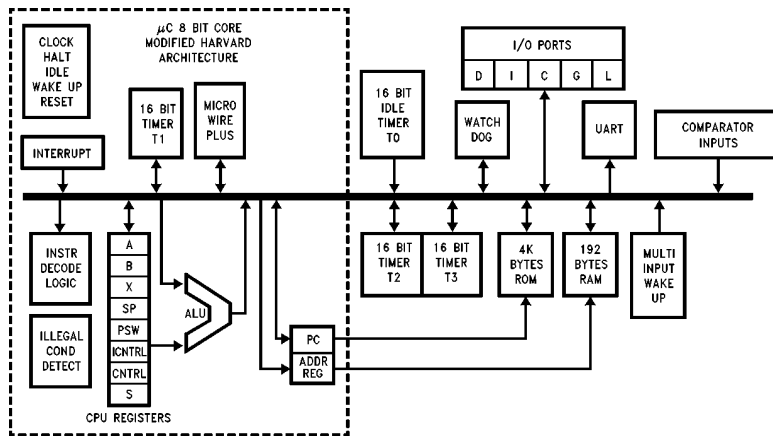 μC 8 BIT CORE
MODIFIED HARVARD
ARCHITECTURE
CLOCK
HALT
IDLE
WAKE UP
RESET
16 BIT
TIMER
T1
MICRO
WIRE
PLUS
INTERRUPT
I/O PORTS
D I C G L
16 BIT
IDLE
TIMER
T0
WATCH
DOG
UART
COMPARATOR
INPUTS
INSTR
DECODE
LOGIC
ILLEGAL
COND
DETECT
A
B
X
SP
PSW
ICNTRL
CNTRL
S
CPU REGISTERS
ALU
PC
ADDR
REG
16 BIT
TIMER
T2
16 BIT
TIMER
T3
4K
BYTES
ROM
192
BYTES
RAM
MULTI
INPUT
WAKE
UP